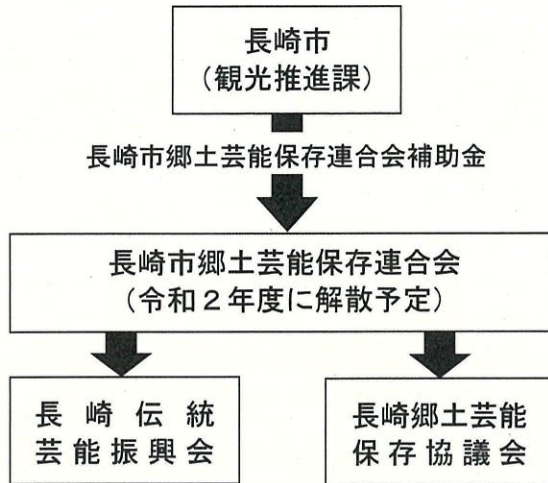 長崎市
（観光推進課）
長崎市郷土芸能保存連合会補助金
長崎市郷土芸能保存連合会
（令和２年度に解散予定）
長崎伝統
芸能振興会
長崎郷土芸能
保存協議会